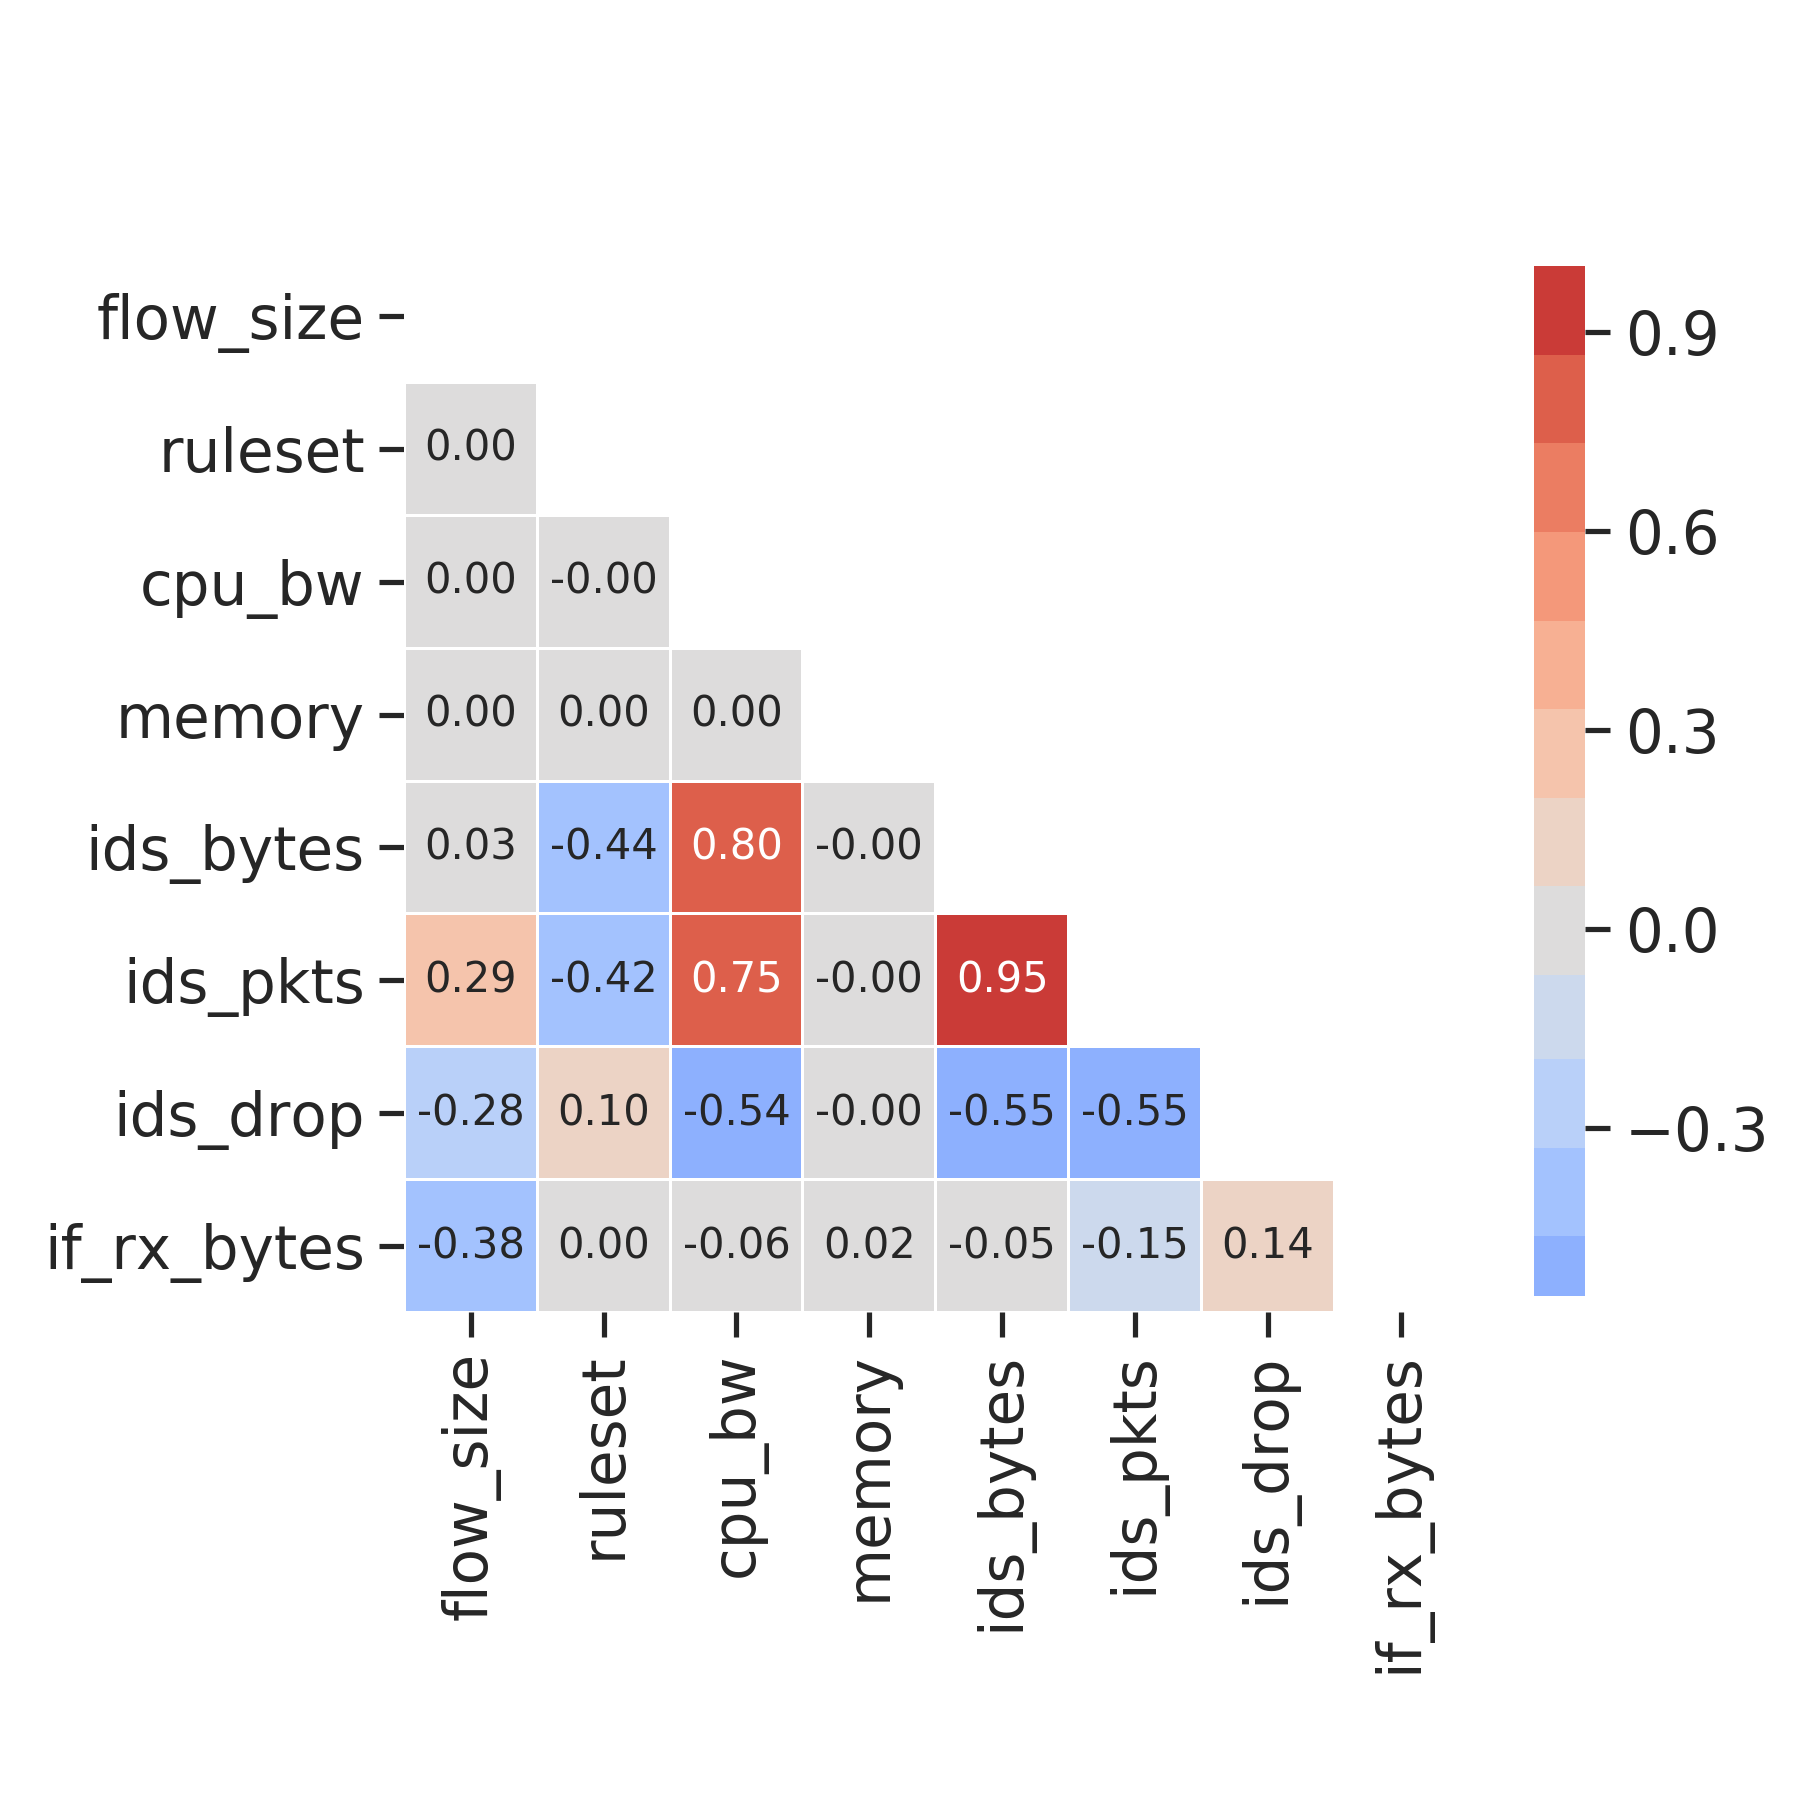 flow_size
ruleset 0.00
cpu_bw 0.00 -0.00
memory 0.00 0.00 0.00
ids_bytes 0.03 -0.44 0.80 -0.00
ids_pkts 0.29 -0.42 0.75 -0.00 0.95
ids_drop -0.28 0.10 -0.54 -0.00 -0.55 -0.55
if_rx_bytes -0.38 0.00 -0.06 0.02 -0.05 -0.15 0.14
flow_size
ruleset
cpu_bw
memory
ids_bytes
ids_pkts
ids_drop
if_rx_bytes
0.9
0.6
0.3
0.0
−0.3